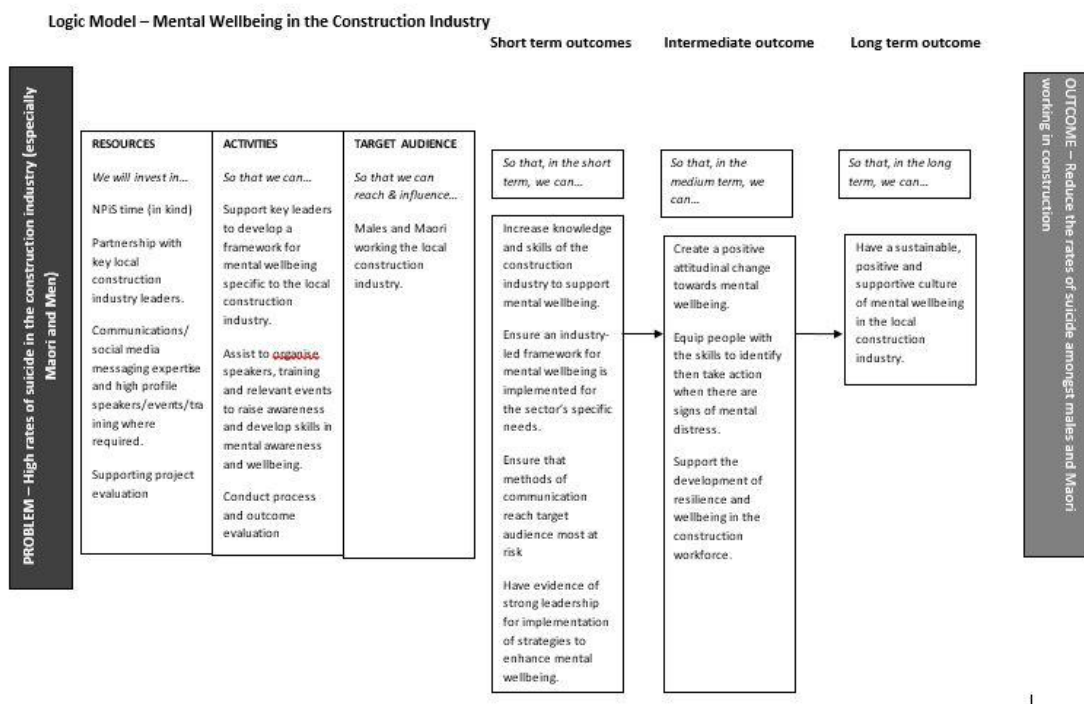 Logic Model – Mental Wellbeing in the Construction Industry
Short term outcomes
Intermediate outcome
Long term outcome
PROBLEM – High rates of suicide in the construction industry (especially
Maori and Men)
RESOURCES
We will invest in...
NPiS time (in kind)
Partnership with
key local
construction
industry leaders.
Communications/
social media
messaging expertise
and high profile
speakers/events/tra
ining where
required.
Supporting project
evaluation
ACTIVITIES
So that we can...
Support key leaders
to develop a
framework for
mental wellbeing
specific to the local
construction
industry.
Assist to organise
speakers, training
and relevant events
to raise awareness
and develop skills in
mental awareness
and wellbeing.
Conduct process
and outcome
evaluation
TARGET AUDIENCE
So that we can
reach & influence...
Males and Maori
working the local
construction
industry.
So that, in the short
term, we can...
Increase knowledge
and skills of the
construction
industry to support
mental wellbeing.
Ensure an industry-
led framework for
mental wellbeing is
implemented for
the sector's specific
needs.
Ensure that
methods of
communication
reach target
audience most at
risk
Have evidence of
strong leadership
for implementation
of strategies to
enhance mental
wellbeing.
So that, in the
medium term, we
can...
Create a positive
attitudinal change
towards mental
wellbeing.
Equip people with
the skills to identify
then take action
when there are
signs of mental
distress.
Support the
development of
resilience and
wellbeing in the
construction
workforce.
So that, in the long
term, we can...
Have a sustainable,
positive and
supportive culture
of mental wellbeing
in the local
construction
industry.
OUTCOME – Reduce the rates of suicide amongst males and Maori
working in construction